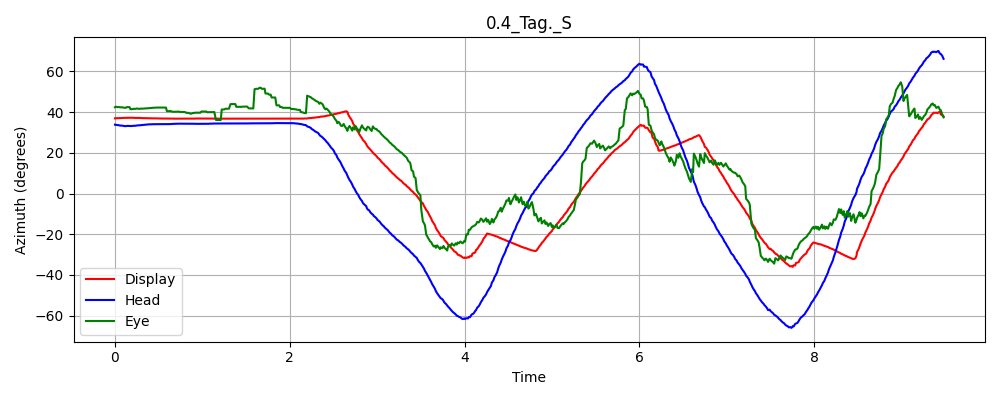 0.4_Tag._S
Azimuth (degrees)
60
40
20
0
−20
−40
−60
Display
Head
Eye
0 2 4 6 8
Time